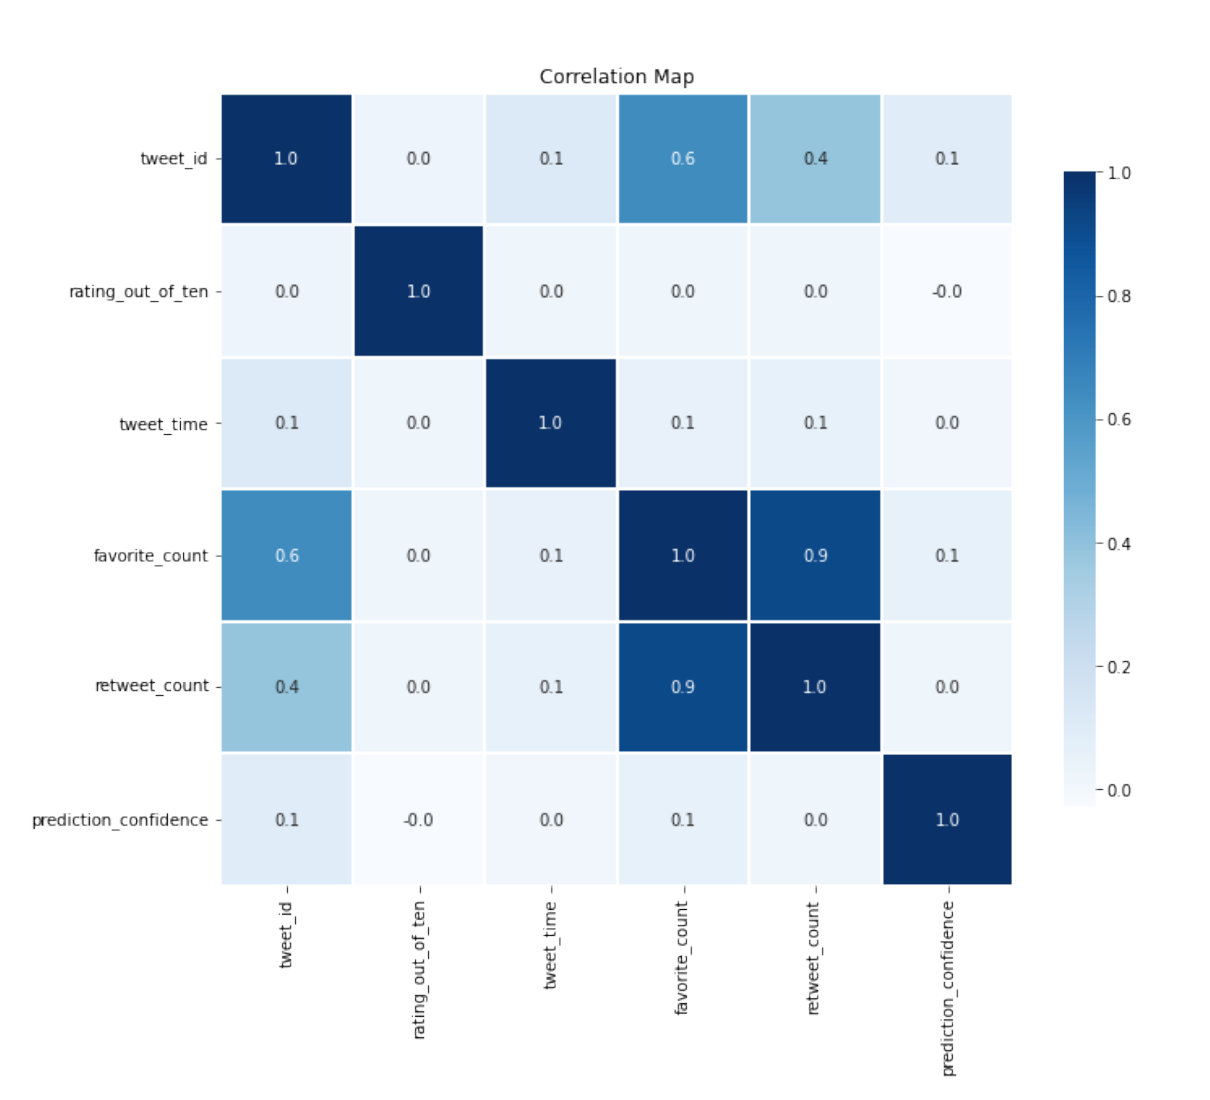 Correlation Map
tweet_id 1.0 0.0 0.1 0.6 0.4 0.1
rating_out_of_ten 0.0 1.0 0.0 0.0 0.0 -0.0
tweet_time 0.1 0.0 1.0 0.1 0.1 0.0
favorite_count 0.6 0.0 0.1 1.0 0.9 0.1
retweet_count 0.4 0.0 0.1 0.9 1.0 0.0
prediction_confidence 0.1 -0.0 0.0 0.1 0.0 1.0
tweet_id
rating_out_of_ten
tweet_time
favorite_count
retweet_count
prediction_confidence
1.0
0.8
0.6
0.4
0.2
0.0